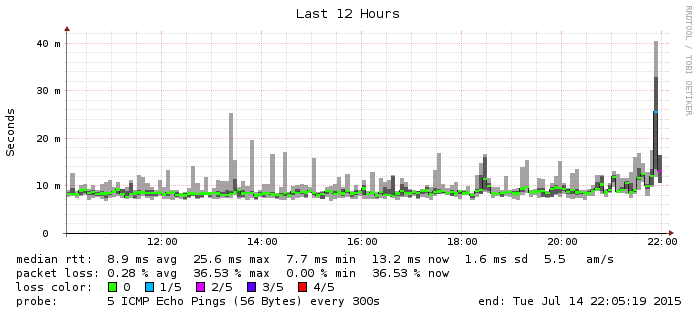 Last 12 Hours
RRDTOOL / TOBI OETIKER
Seconds
40 m
30 m
20 m
10 m
0
12:00 14:00 16:00 18:00 20:00 22:00
median rtt: 8.9 ms avg 25.6 ms max 7.7 ms min 13.2 ms now 1.6 ms sd 5.5 am/s
packet loss: 0.28 % avg 36.53 % max 0.00 % min 36.53 % now
loss color: 0 1/5 2/5 3/5 4/5
probe: 5 ICMP Echo Pings (56 Bytes) every 300s end: Tue Jul 14 22:05:19 2015